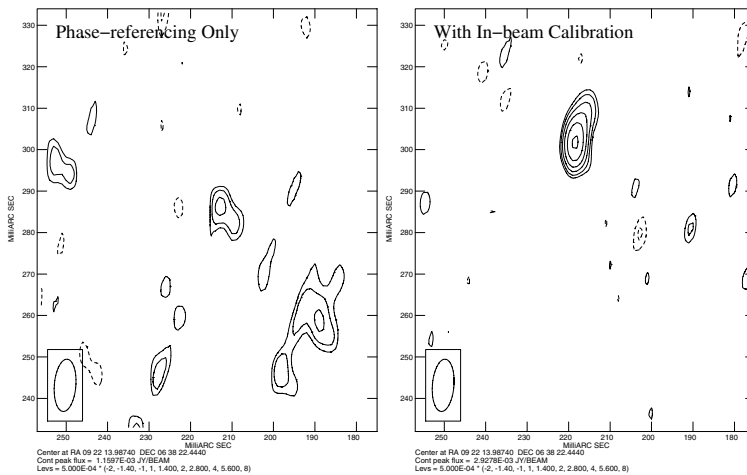 Phase-referencing Only
330
320
310
300
290
280
270
260
250
240
MilliARC SEC
250 240 230 220 210 200 190 180
MilliARC SEC
Center at RA 09 22 13.98740 DEC 06 38 22.4440
Cont peak flux = 1.1597E-03 JY/BEAM
Levs = 5.000E-04 * (-2, -1.40, -1, 1, 1.400, 2, 2.800, 4, 5.600, 8)
With In-beam Calibration
330
320
310
300
290
280
270
260
250
240
MilliARC SEC
250 240 230 220 210 200 190 180
MilliARC SEC
Center at RA 09 22 13.98740 DEC 06 38 22.4440
Cont peak flux = 2.9278E-03 JY/BEAM
Levs = 5.000E-04 * (-2, -1.40, -1, 1, 1.400, 2, 2.800, 4, 5.600, 8)